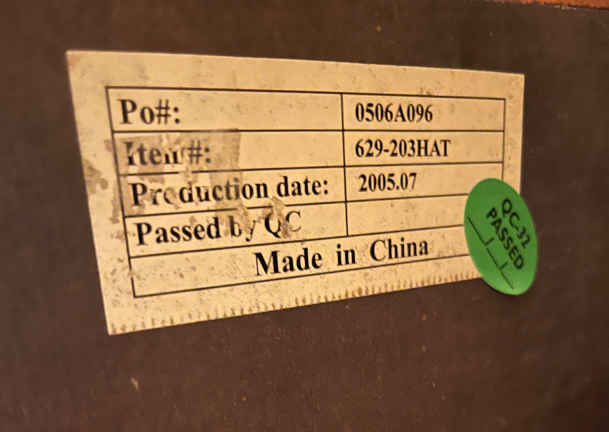 Po#: 0506A096
Item#: 629-203HAT
Production date: 2005.07
Passed by QC
Made in China
QC-32
PASSED